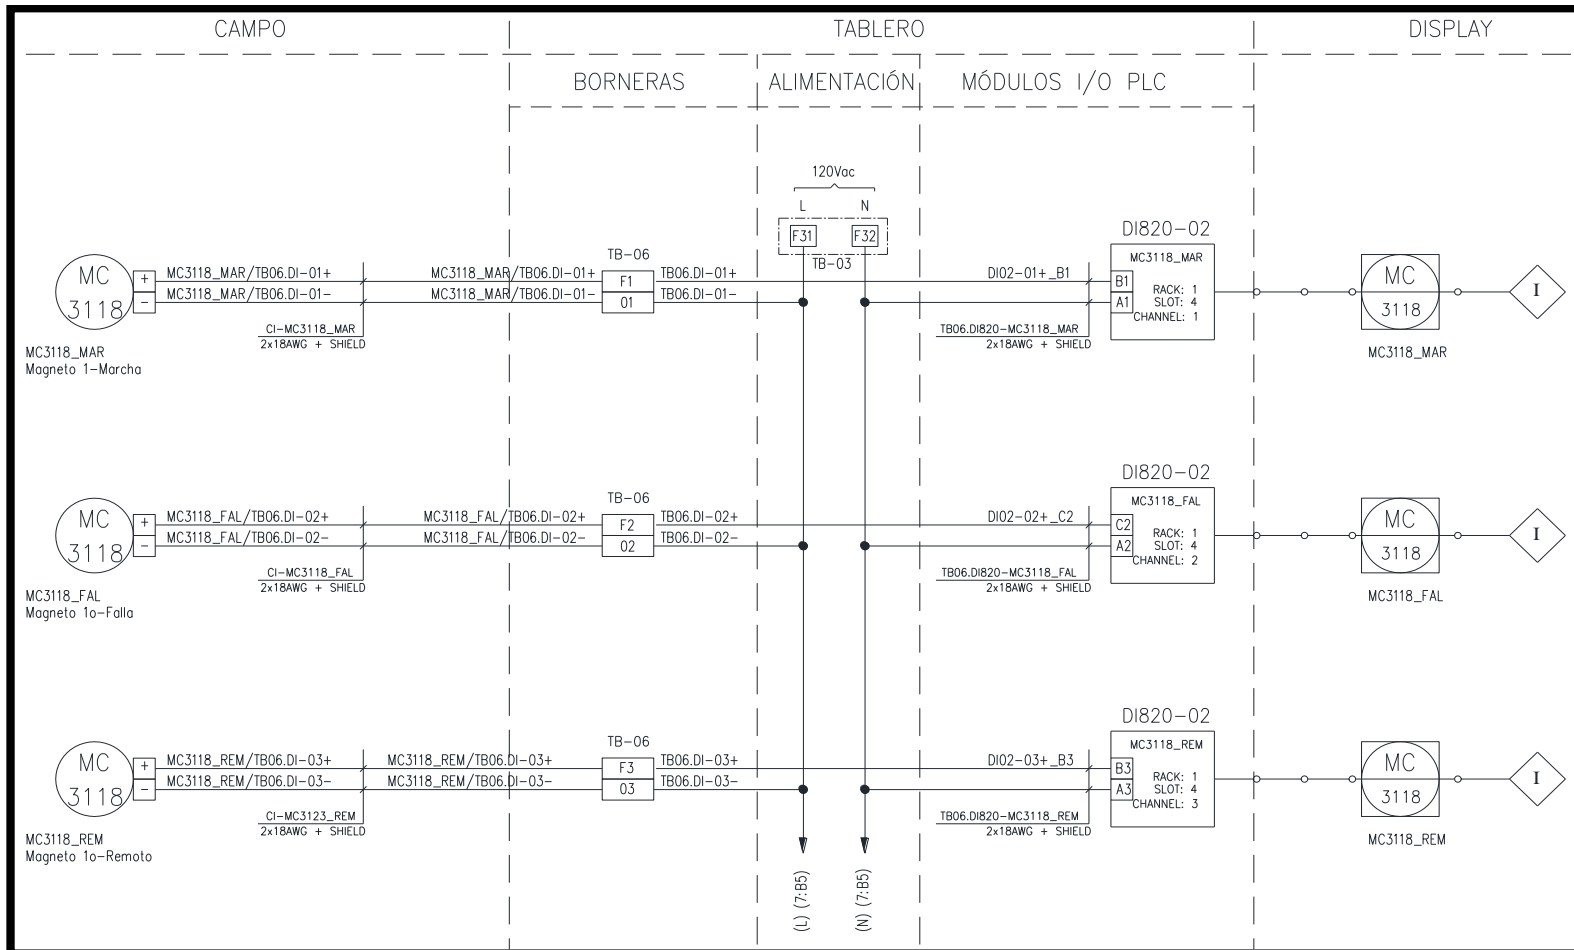 CAMPO
TABLERO
DISPLAY
BORNERAS
ALIMENTACIÓN
MÓDULOS I/O PLC
120Vac
L
N
F31
F32
TB-03
MC
3118
+
-
MC3118_MAR/TB06.DI-01+
MC3118_MAR/TB06.DI-01-
CI-MC3118_MAR
2x18AWG + SHIELD
MC3118_MAR
Magneto 1-Marcha
MC3118_MAR/TB06.DI-01+
MC3118_MAR/TB06.DI-01-
TB-06
F1
01
TB06.DI-01+
TB06.DI-01-
DI02-01+_B1
TB06.DI820-MC3118_MAR
2x18AWG + SHIELD
DI820-02
MC3118_MAR
B1
A1
RACK: 1
SLOT: 4
CHANNEL: 1
MC
3118
MC3118_MAR
I
MC
3118
+
-
MC3118_FAL/TB06.DI-02+
MC3118_FAL/TB06.DI-02-
CI-MC3118_FAL
2x18AWG + SHIELD
MC3118_FAL
Magneto 1o-Falla
MC3118_FAL/TB06.DI-02+
MC3118_FAL/TB06.DI-02-
TB-06
F2
02
TB06.DI-02+
TB06.DI-02-
DI02-02+_C2
TB06.DI820-MC3118_FAL
2x18AWG + SHIELD
DI820-02
MC3118_FAL
C2
A2
RACK: 1
SLOT: 4
CHANNEL: 2
MC
3118
MC3118_FAL
I
MC
3118
+
-
MC3118_REM/TB06.DI-03+
MC3118_REM/TB06.DI-03-
CI-MC3123_REM
2x18AWG + SHIELD
MC3118_REM
Magneto 1o-Remoto
MC3118_REM/TB06.DI-03+
MC3118_REM/TB06.DI-03-
TB-06
F3
03
TB06.DI-03+
TB06.DI-03-
DI02-03+_B3
TB06.DI820-MC3118_REM
2x18AWG + SHIELD
DI820-02
MC3118_REM
B3
A3
RACK: 1
SLOT: 4
CHANNEL: 3
MC
3118
MC3118_REM
I
(L) (7:B5)
(N) (7:B5)